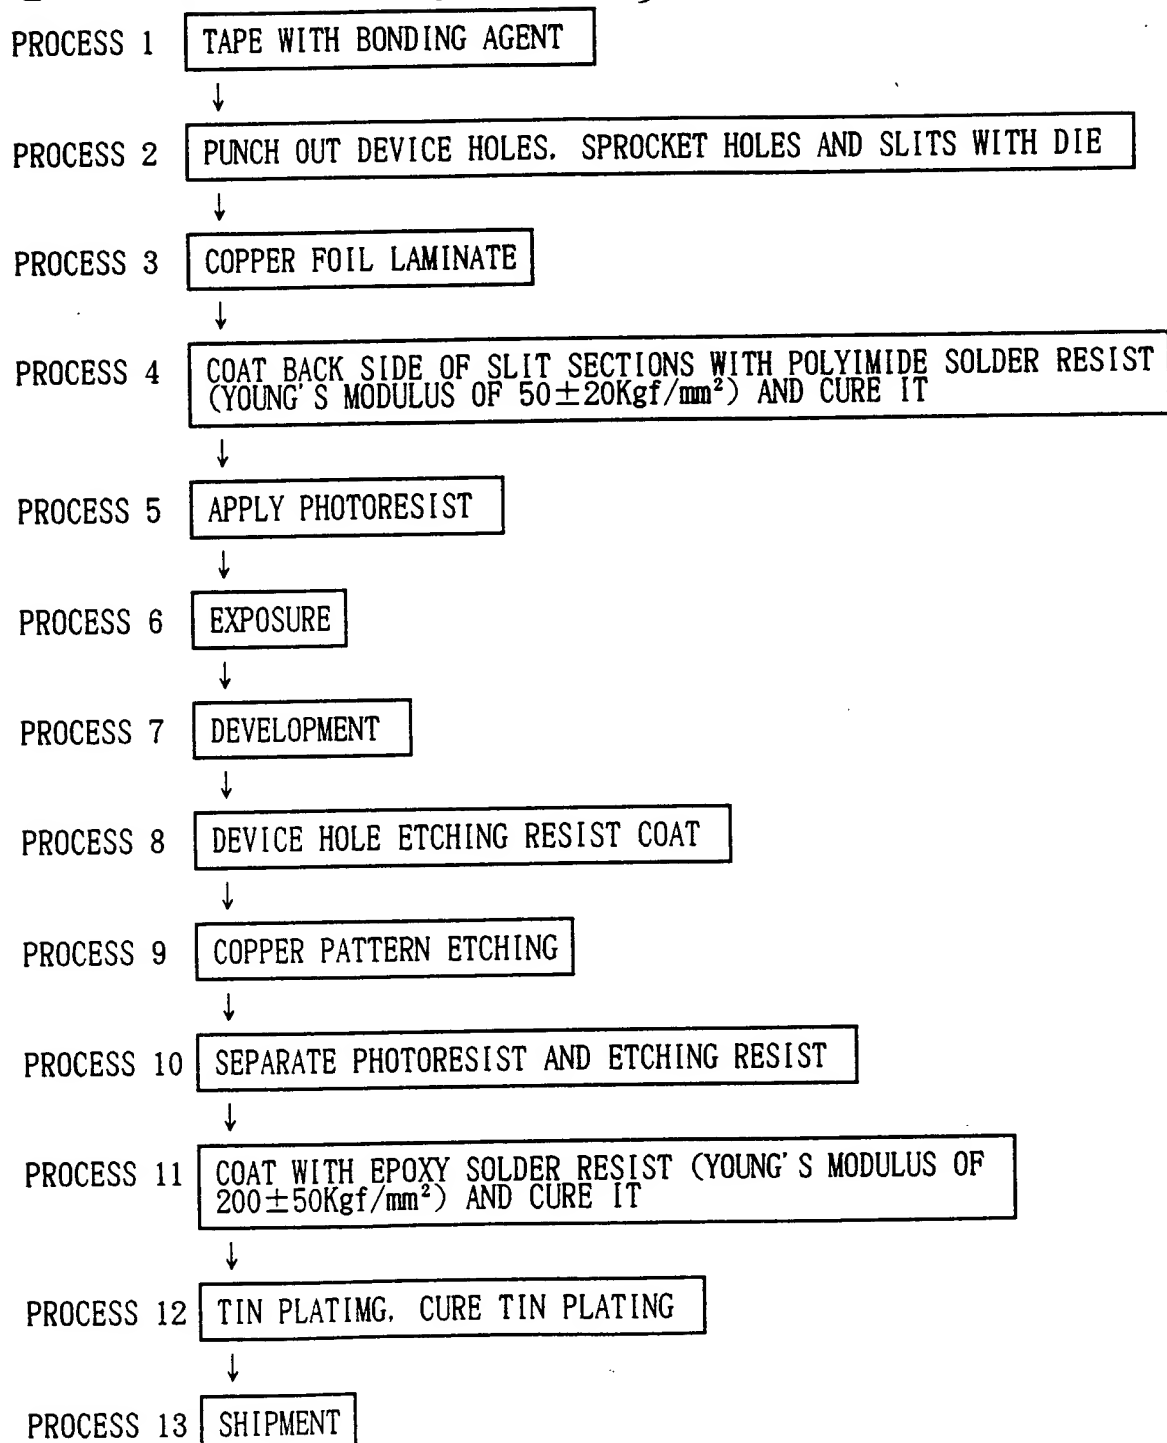 PROCESS 1 TAPE WITH BONDING AGENT
PROCESS 2 PUNCH OUT DEVICE HOLES. SPROCKET HOLES AND SLITS WITH DIE
PROCESS 3 COPPER FOIL LAMINATE
PROCESS 4 COAT BACK SIDE OF SLIT SECTIONS WITH POLYIMIDE SOLDER RESIST
(YOUNG'S MODULUS OF 50±20Kgf/mm²) AND CURE IT
PROCESS 5 APPLY PHOTORESIST
PROCESS 6 EXPOSURE
PROCESS 7 DEVELOPMENT
PROCESS 8 DEVICE HOLE ETCHING RESIST COAT
PROCESS 9 COPPER PATTERN ETCHING
PROCESS 10 SEPARATE PHOTORESIST AND ETCHING RESIST
PROCESS 11 COAT WITH EPOXY SOLDER RESIST (YOUNG'S MODULUS OF
200±50Kgf/mm²) AND CURE IT
PROCESS 12 TIN PLATIMG. CURE TIN PLATING
PROCESS 13 SHIPMENT